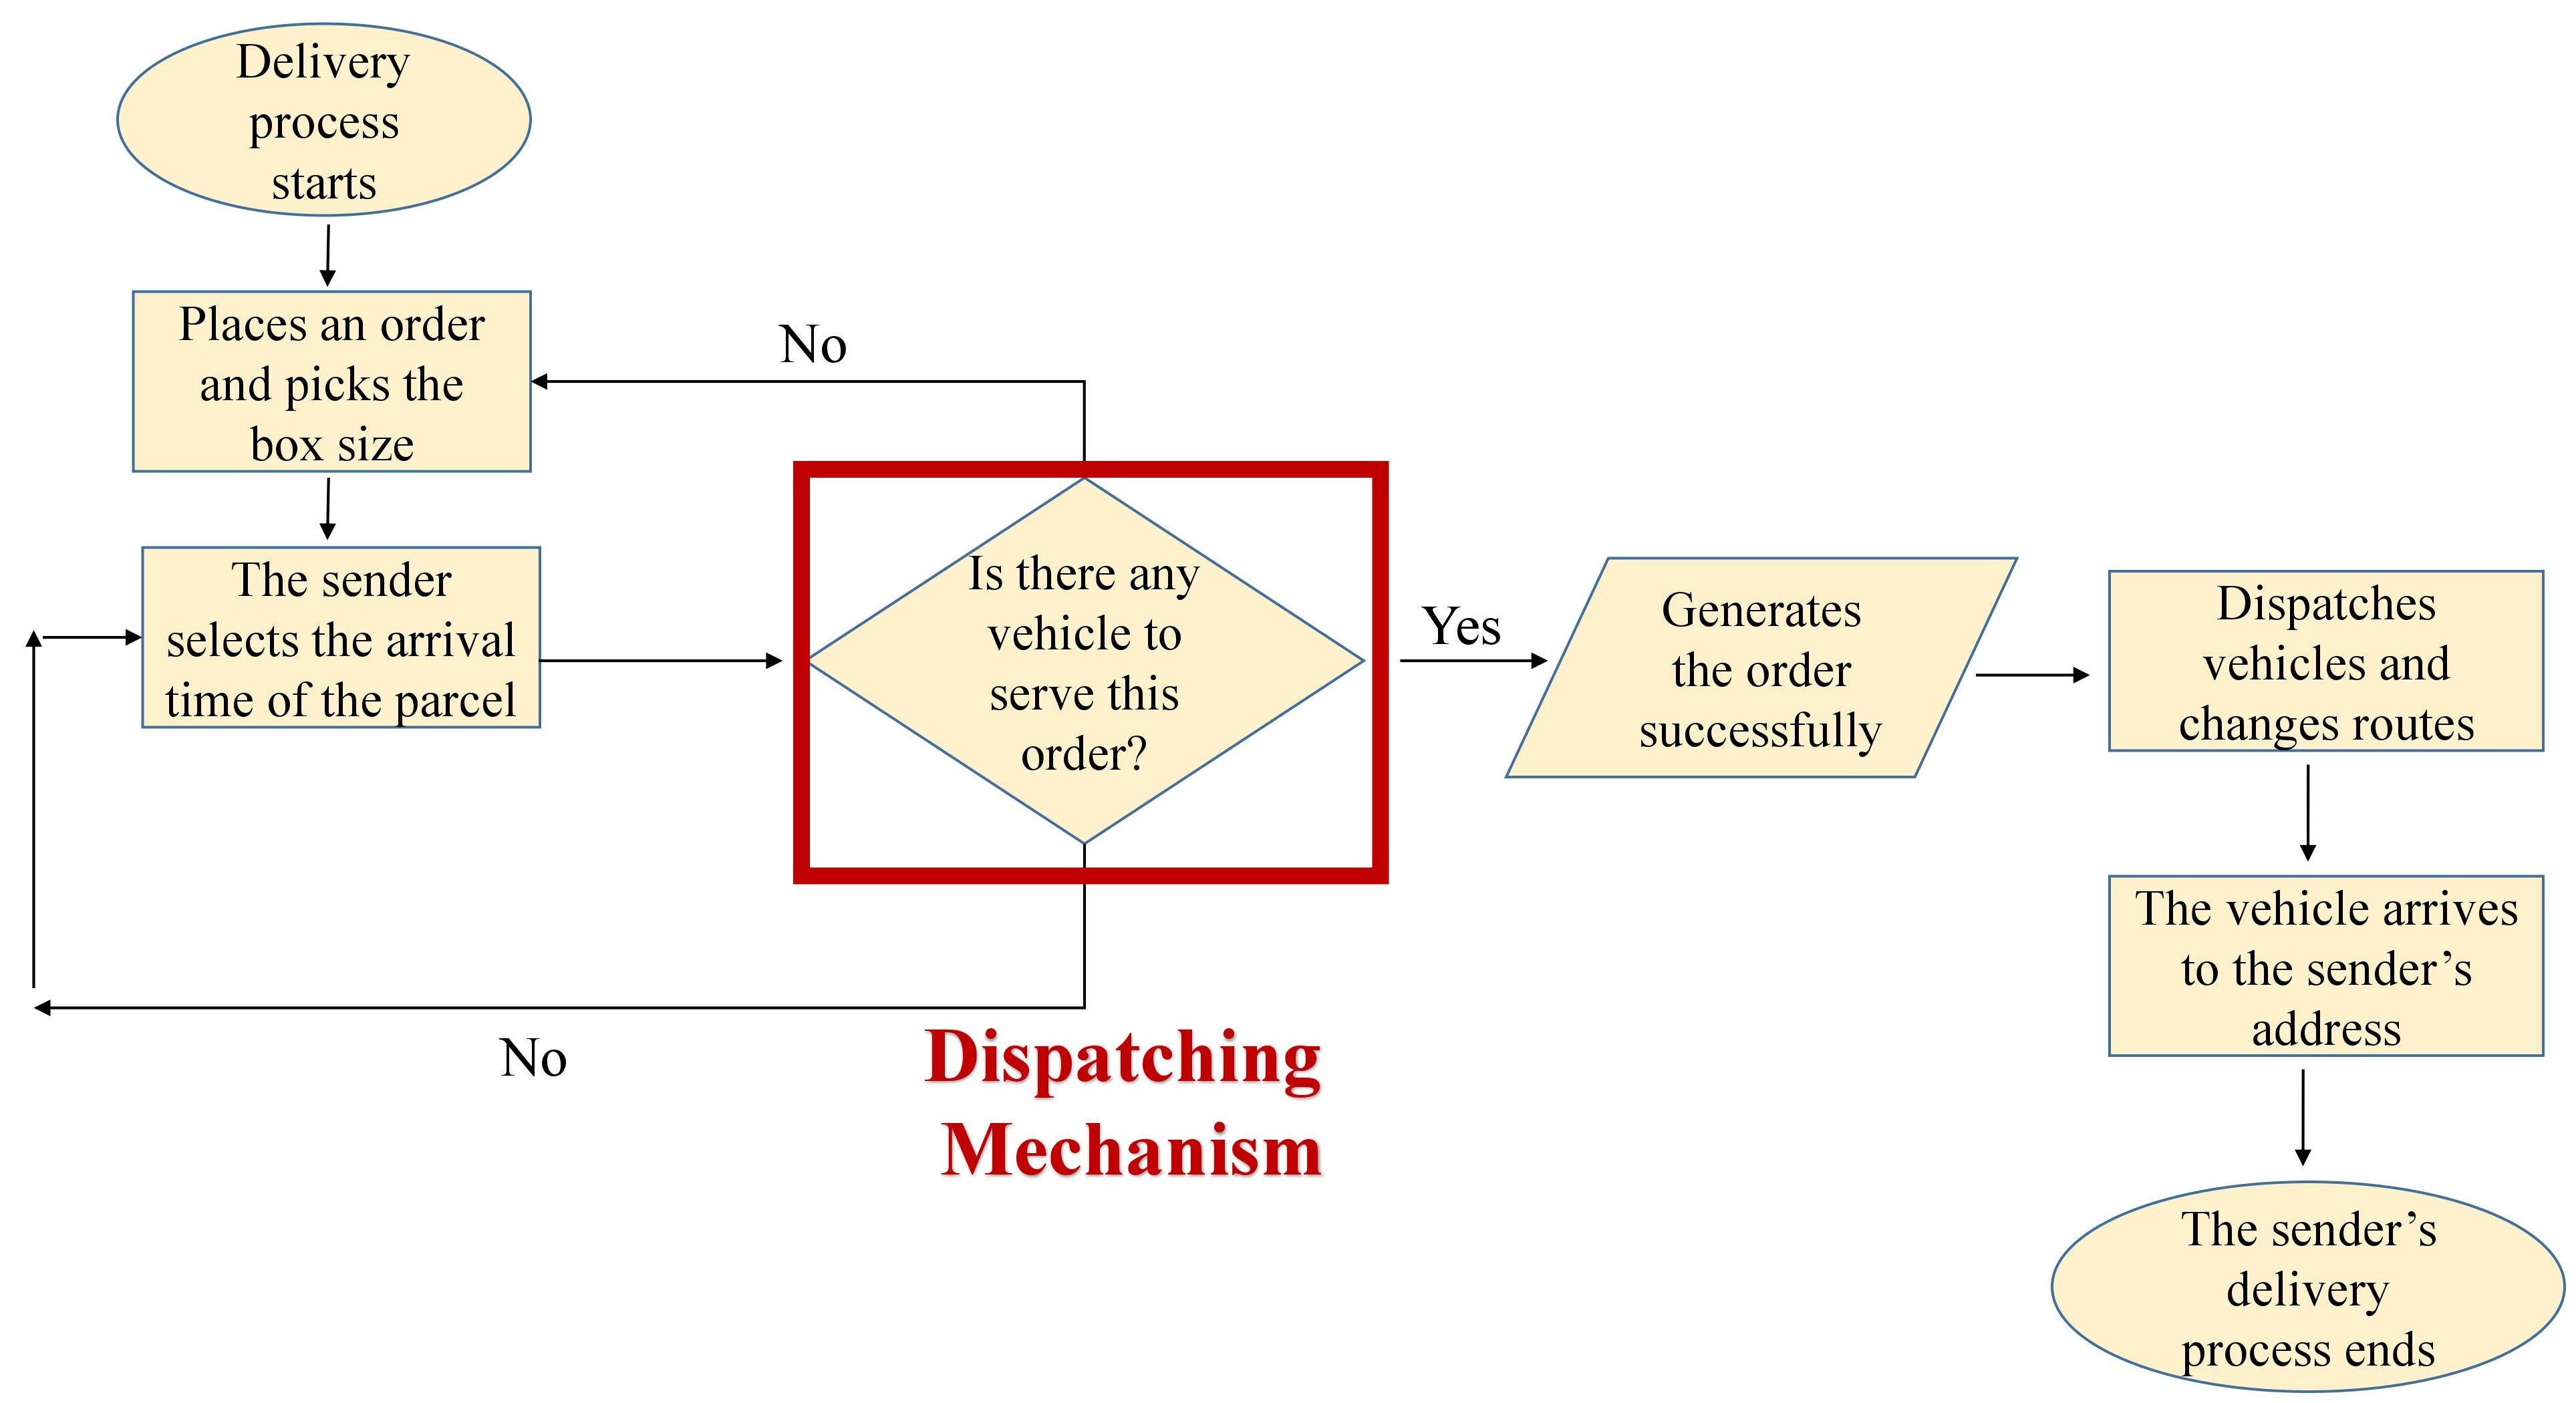 Delivery
process
starts
Places an order
and picks the
box size
No
The sender
selects the arrival
time of the parcel
Is there any
vehicle to
serve this
order?
Yes
Generates
the order
successfully
Dispatches
vehicles and
changes routes
The vehicle arrives
to the sender’s
address
No
Dispatching
Mechanism
The sender’s
delivery
process ends